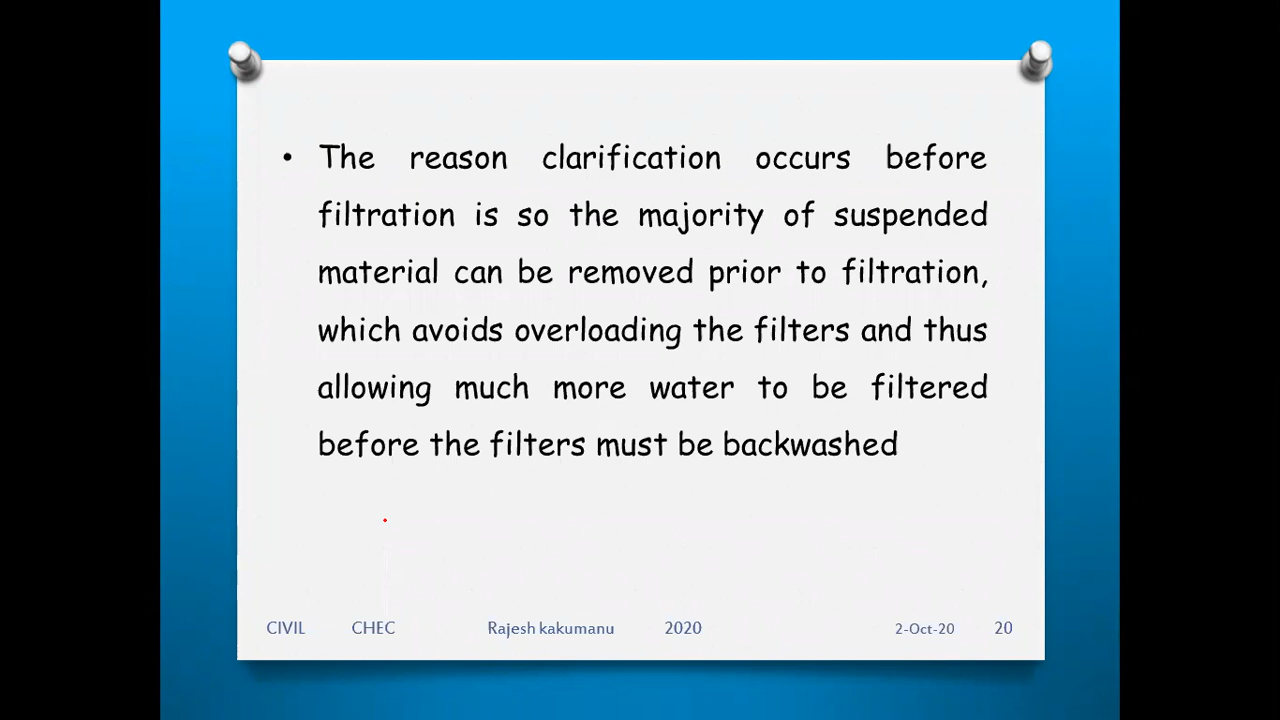 • The reason clarification occurs before
filtration is so the majority of suspended
material can be removed prior to filtration,
which avoids overloading the filters and thus
allowing much more water to be filtered
before the filters must be backwashed
CIVIL CHEC Rajesh kakumanu 2020 2-Oct-20 20